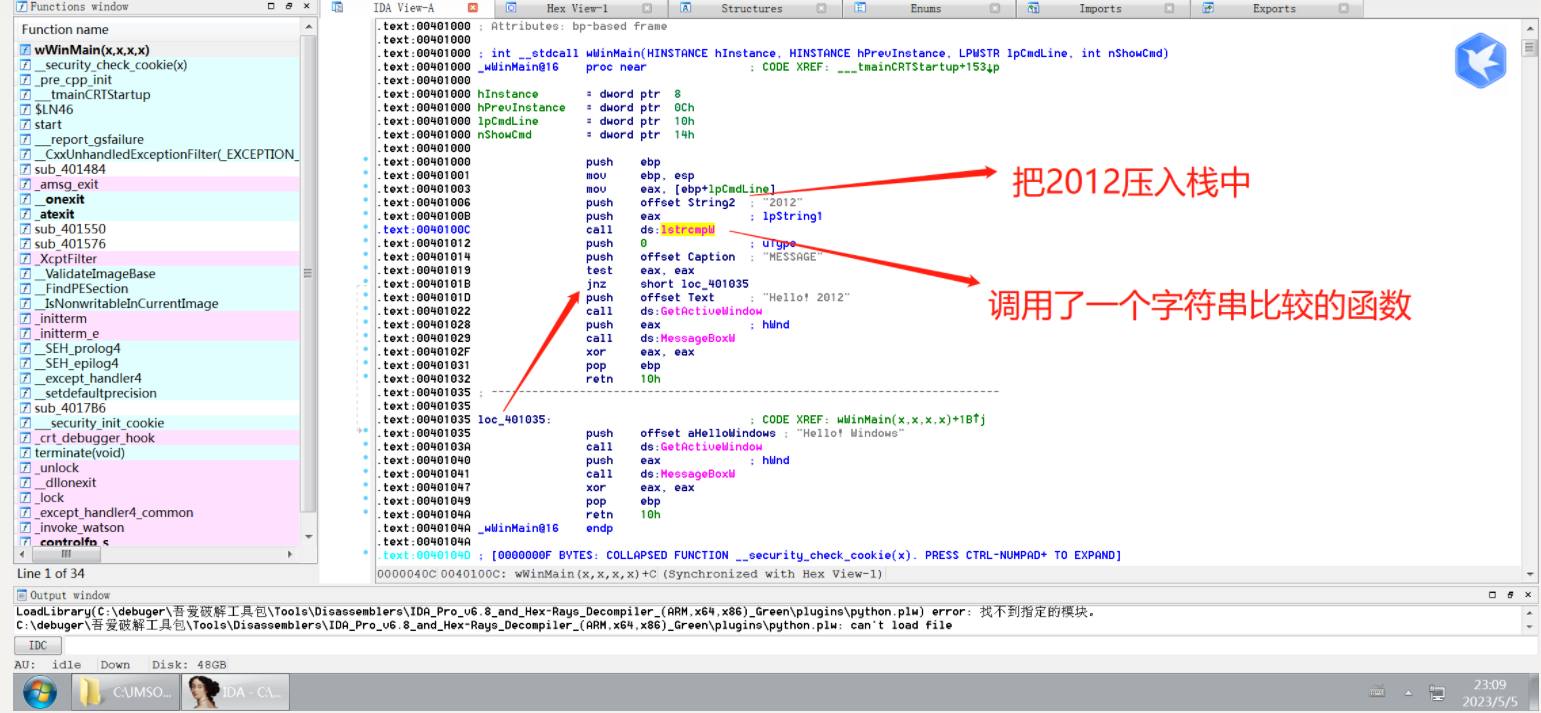 Functions window
IDA View-A
Hex View-1
Structures
Enums
Imports
Exports
Function name
wWinMain(x,x,x,x)
__security_check_cookie(x)
_pre_cpp_init
___tmainCRTStartup
$LN46
start
___report_gsfailure
__CxxUnhandledExceptionFilter(_EXCEPTION_
sub_401484
_amsg_exit
__onexit
_atexit
sub_401550
sub_401576
_XcptFilter
__ValidateImageBase
__FindPESection
__IsNonwritableInCurrentImage
_initterm
_initterm_e
__SEH_prolog4
__SEH_epilog4
__except_handler4
__setdefaultprecision
sub_4017B6
___security_init_cookie
_crt_debugger_hook
terminate(void)
_unlock
__dllonexit
_lock
_except_handler4_common
_invoke_watson
_controlfp_s
Line 1 of 34
.text:00401000 ; Attributes: bp-based frame
.text:00401000
.text:00401000 ; int __stdcall wWinMain(HINSTANCE hInstance, HINSTANCE hPrevInstance, LPWSTR lpCmdLine, int nShowCmd)
.text:00401000 _wWinMain@16 proc near ; CODE XREF: ___tmainCRTStartup+153↓p
.text:00401000
.text:00401000 hInstance = dword ptr 8
.text:00401000 hPrevInstance = dword ptr 0Ch
.text:00401000 lpCmdLine = dword ptr 10h
.text:00401000 nShowCmd = dword ptr 14h
.text:00401000
.text:00401000 push ebp
.text:00401001 mov ebp, esp
.text:00401003 mov eax, [ebp+lpCmdLine]
.text:00401006 push offset String2 ; "2012"
.text:0040100B push eax ; lpString1
.text:0040100C call ds:lstrcmpW
.text:00401012 push 0 ; uType
.text:00401014 push offset Caption ; "MESSAGE"
.text:00401019 test eax, eax
.text:0040101B jnz short loc_401035
.text:0040101D push offset Text ; "Hello! 2012"
.text:00401022 call ds:GetActiveWindow
.text:00401028 push eax ; hWnd
.text:00401029 call ds:MessageBoxW
.text:0040102F xor eax, eax
.text:00401031 pop ebp
.text:00401032 retn 10h
.text:00401035 ; ---------------------------------------------------------------------------
.text:00401035
.text:00401035 loc_401035: ; CODE XREF: wWinMain(x,x,x,x)+1B↑j
.text:00401035 push offset aHelloWindows ; "Hello! Windows"
.text:0040103A call ds:GetActiveWindow
.text:00401040 push eax ; hWnd
.text:00401041 call ds:MessageBoxW
.text:00401047 xor eax, eax
.text:00401049 pop ebp
.text:0040104A retn 10h
.text:0040104A _wWinMain@16 endp
.text:0040104A
.text:0040104D ; [0000000F BYTES: COLLAPSED FUNCTION __security_check_cookie(x). PRESS CTRL-NUMPAD+ TO EXPAND]
0000040C 0040100C: wWinMain(x,x,x,x)+C (Synchronized with Hex View-1)
把2012压入栈中
调用了一个字符串比较的函数
Output window
LoadLibrary(C:\debuger\吾爱破解工具包\Tools\Disassemblers\IDA_Pro_v6.8_and_Hex-Rays_Decompiler_(ARM,x64,x86)_Green\plugins\python.plw) error: 找不到指定的模块。
C:\debuger\吾爱破解工具包\Tools\Disassemblers\IDA_Pro_v6.8_and_Hex-Rays_Decompiler_(ARM,x64,x86)_Green\plugins\python.plw: can't load file
IDC
AU: idle Down Disk: 48GB
C:\JMSO...
IDA - C:\...
23:09
2023/5/5